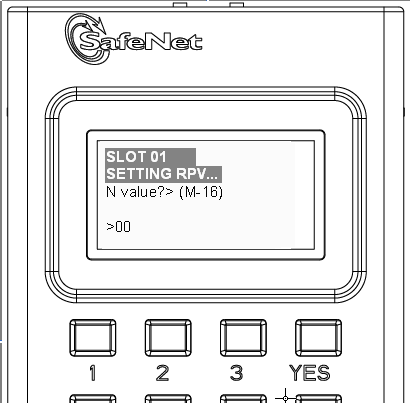 SafeNet
SLOT 01
SETTING RPV...
N value?> (M-16)
>00
1 2 3 YES